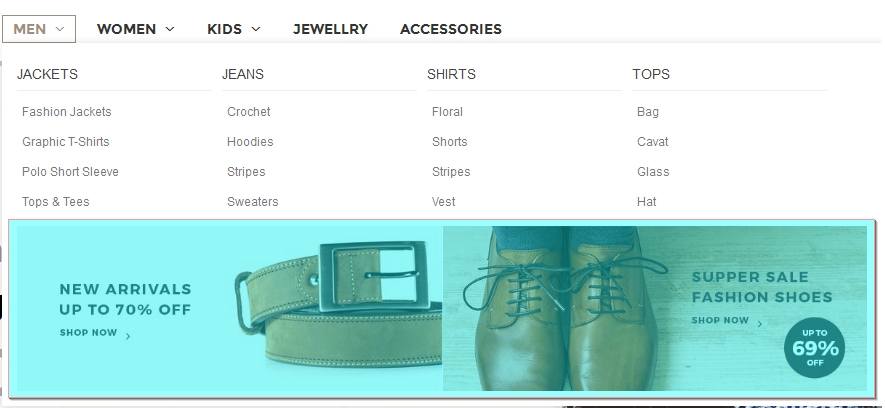 MEN WOMEN KIDS JEWELLRY ACCESSORIES
JACKETS JEANS SHIRTS TOPS
Fashion Jackets Crochet Floral Bag
Graphic T-Shirts Hoodies Shorts Cavat
Polo Short Sleeve Stripes Stripes Glass
Tops & Tees Sweaters Vest Hat
NEW ARRIVALS
UP TO 70% OFF
SHOP NOW
SUPPER SALE
FASHION SHOES
SHOP NOW
UP TO
69%
OFF